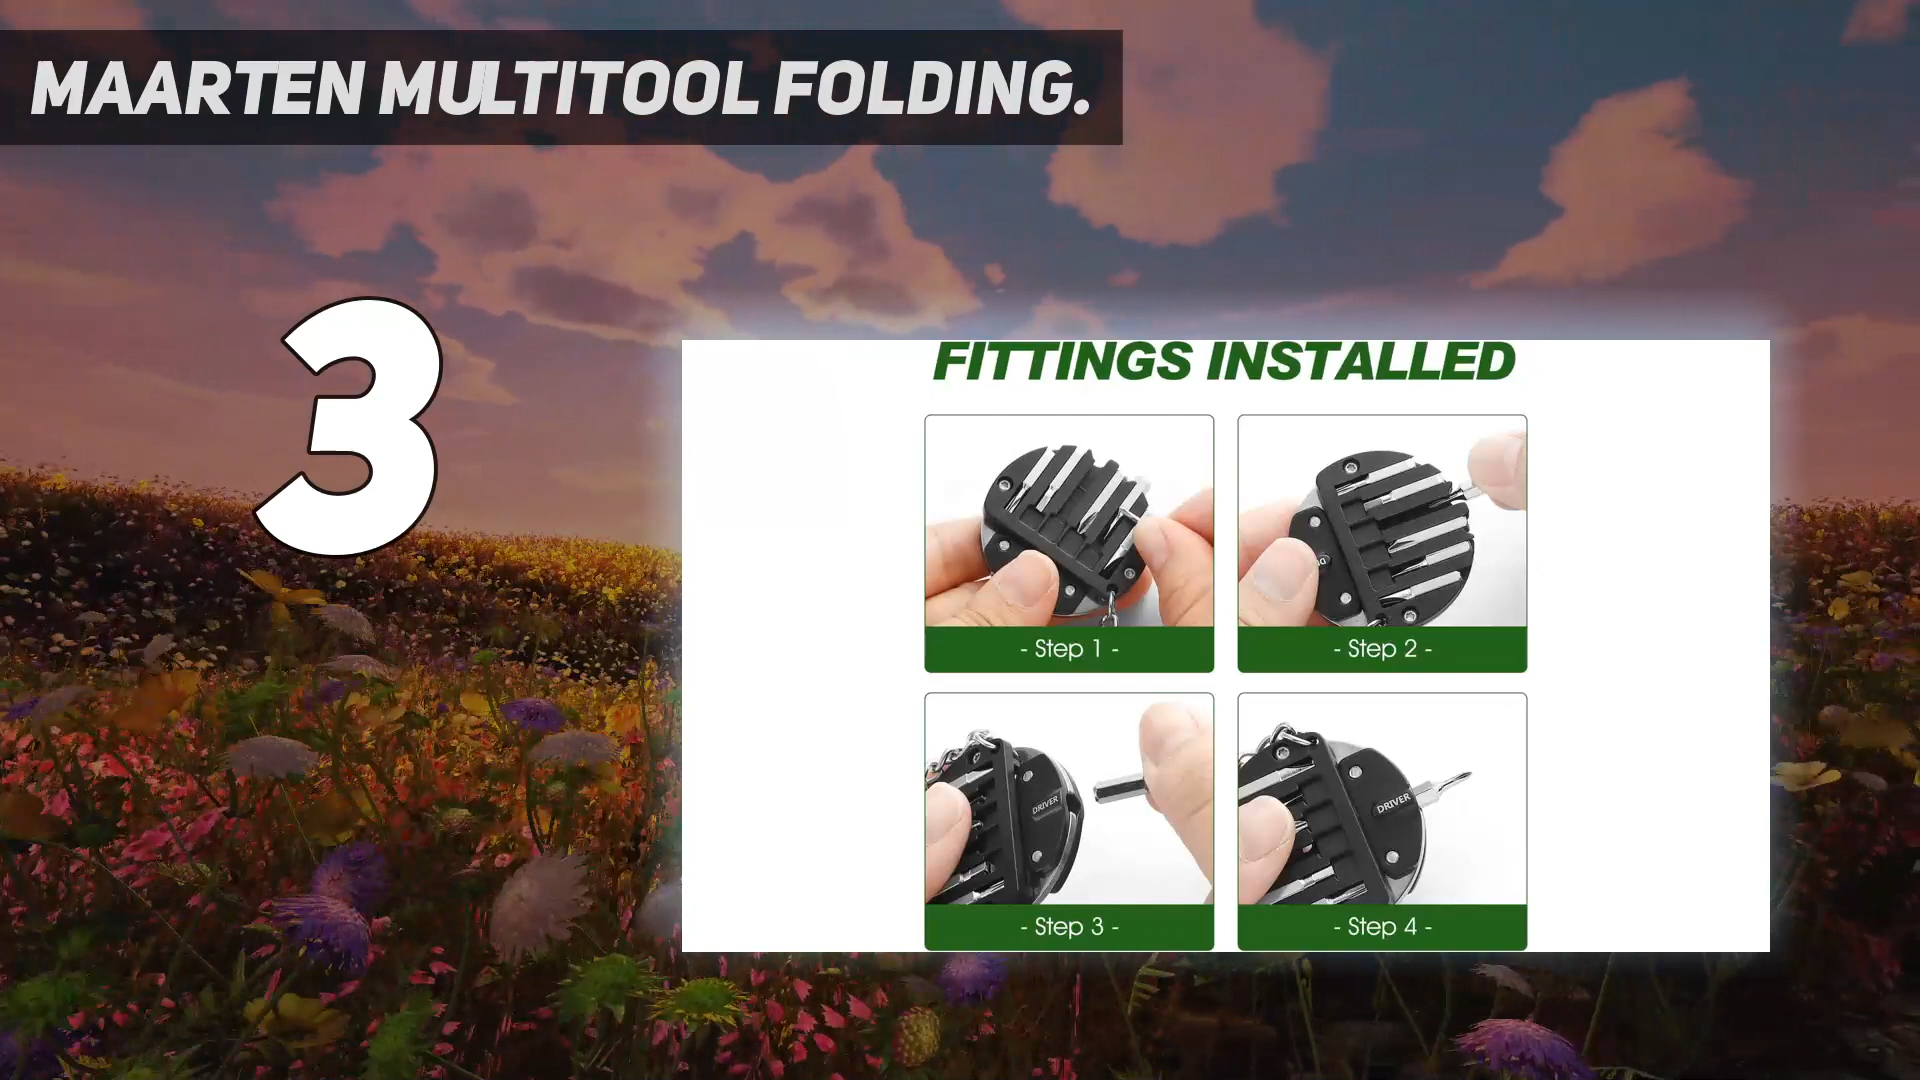 MAARTEN MULTITOOL FOLDING.
3
FITTINGS INSTALLED
- Step 1 -
- Step 2 -
DRIVER
- Step 3 -
DRIVER
- Step 4 -